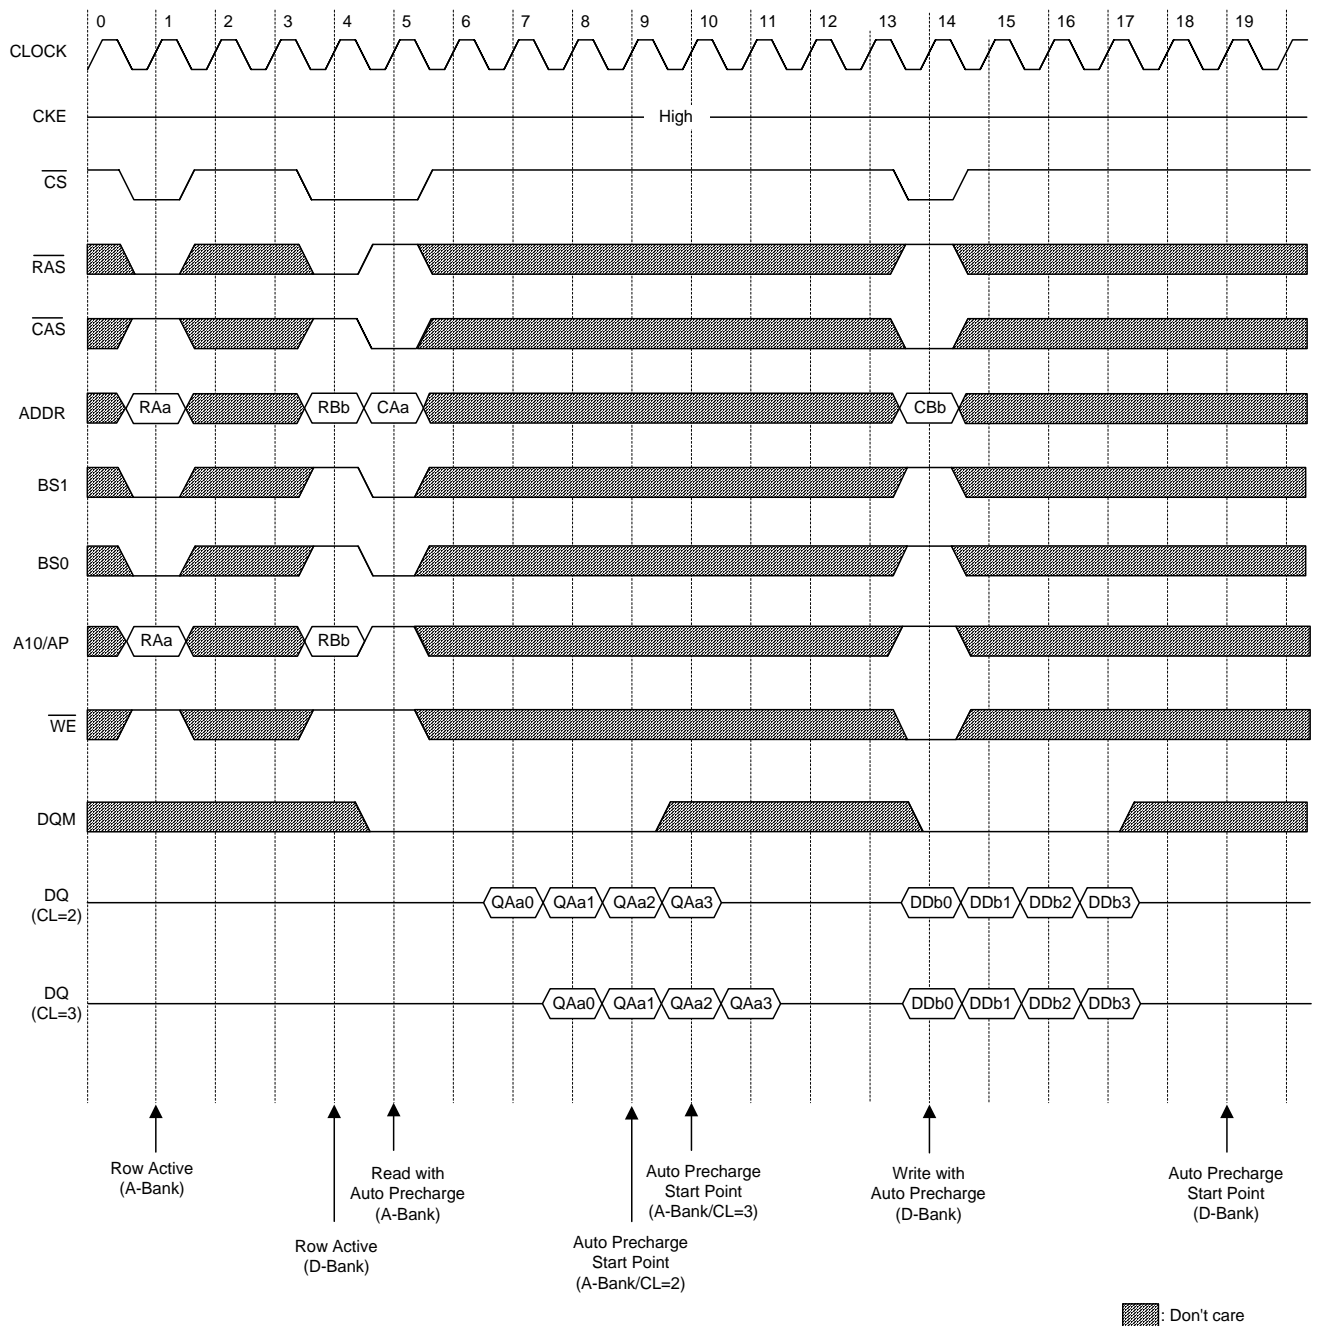 0 1 2 3 4 5 6 7 8 9 10 11 12 13 14 15 16 17 18 19
CLOCK
CKE High
CS
RAS
CAS
ADDR RAa RBb CAa CBb
BS1
BS0
A10/AP RAa RBb
WE
DQM
DQ
(CL=2) QAa0 QAa1 QAa2 QAa3 DDb0 DDb1 DDb2 DDb3
DQ
(CL=3) QAa0 QAa1 QAa2 QAa3 DDb0 DDb1 DDb2 DDb3
Row Active
(A-Bank)
Row Active
(D-Bank)
Read with
Auto Precharge
(A-Bank)
Auto Precharge
Start Point
(A-Bank/CL=2)
Auto Precharge
Start Point
(A-Bank/CL=3)
Write with
Auto Precharge
(D-Bank)
Auto Precharge
Start Point
(D-Bank)
: Don't care